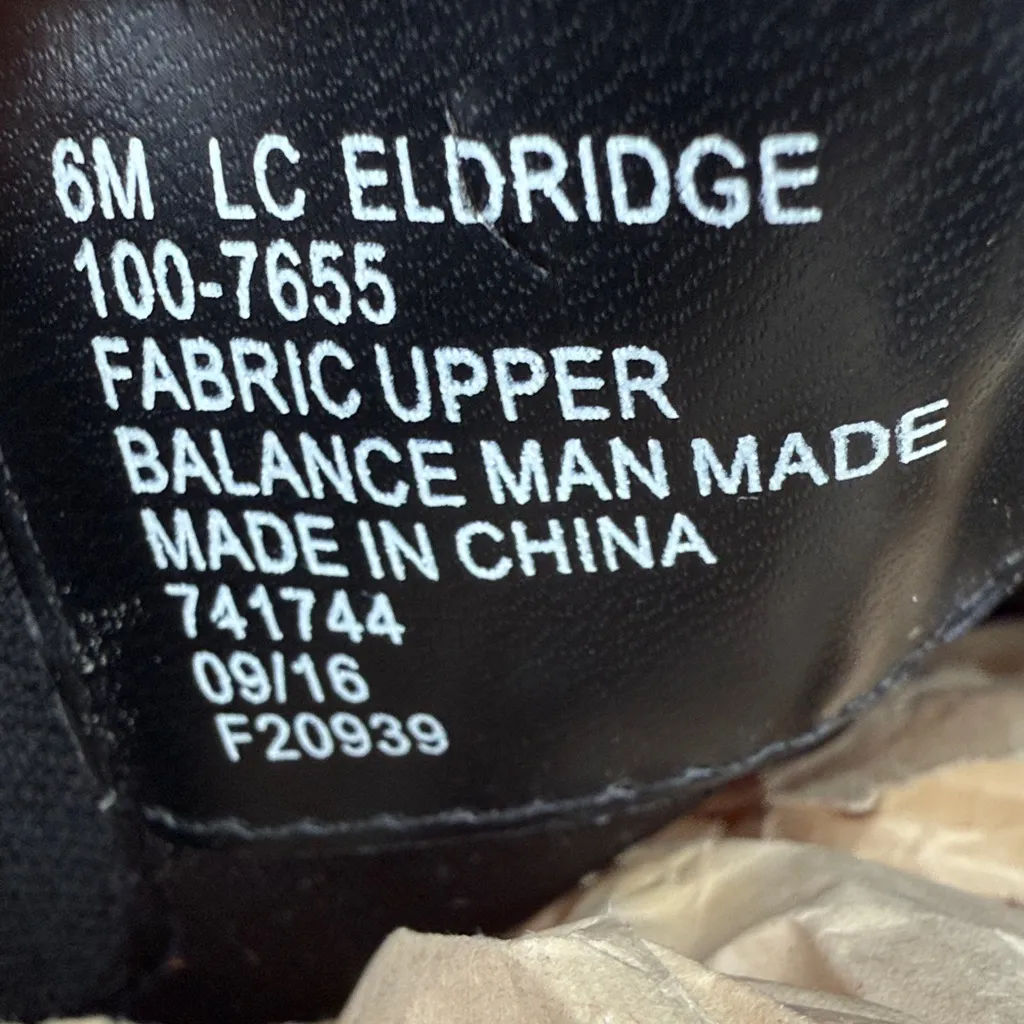 6M LC ELDRIDGE
100-7655
FABRIC UPPER
BALANCE MAN MADE
MADE IN CHINA
741744
09/16
F20939